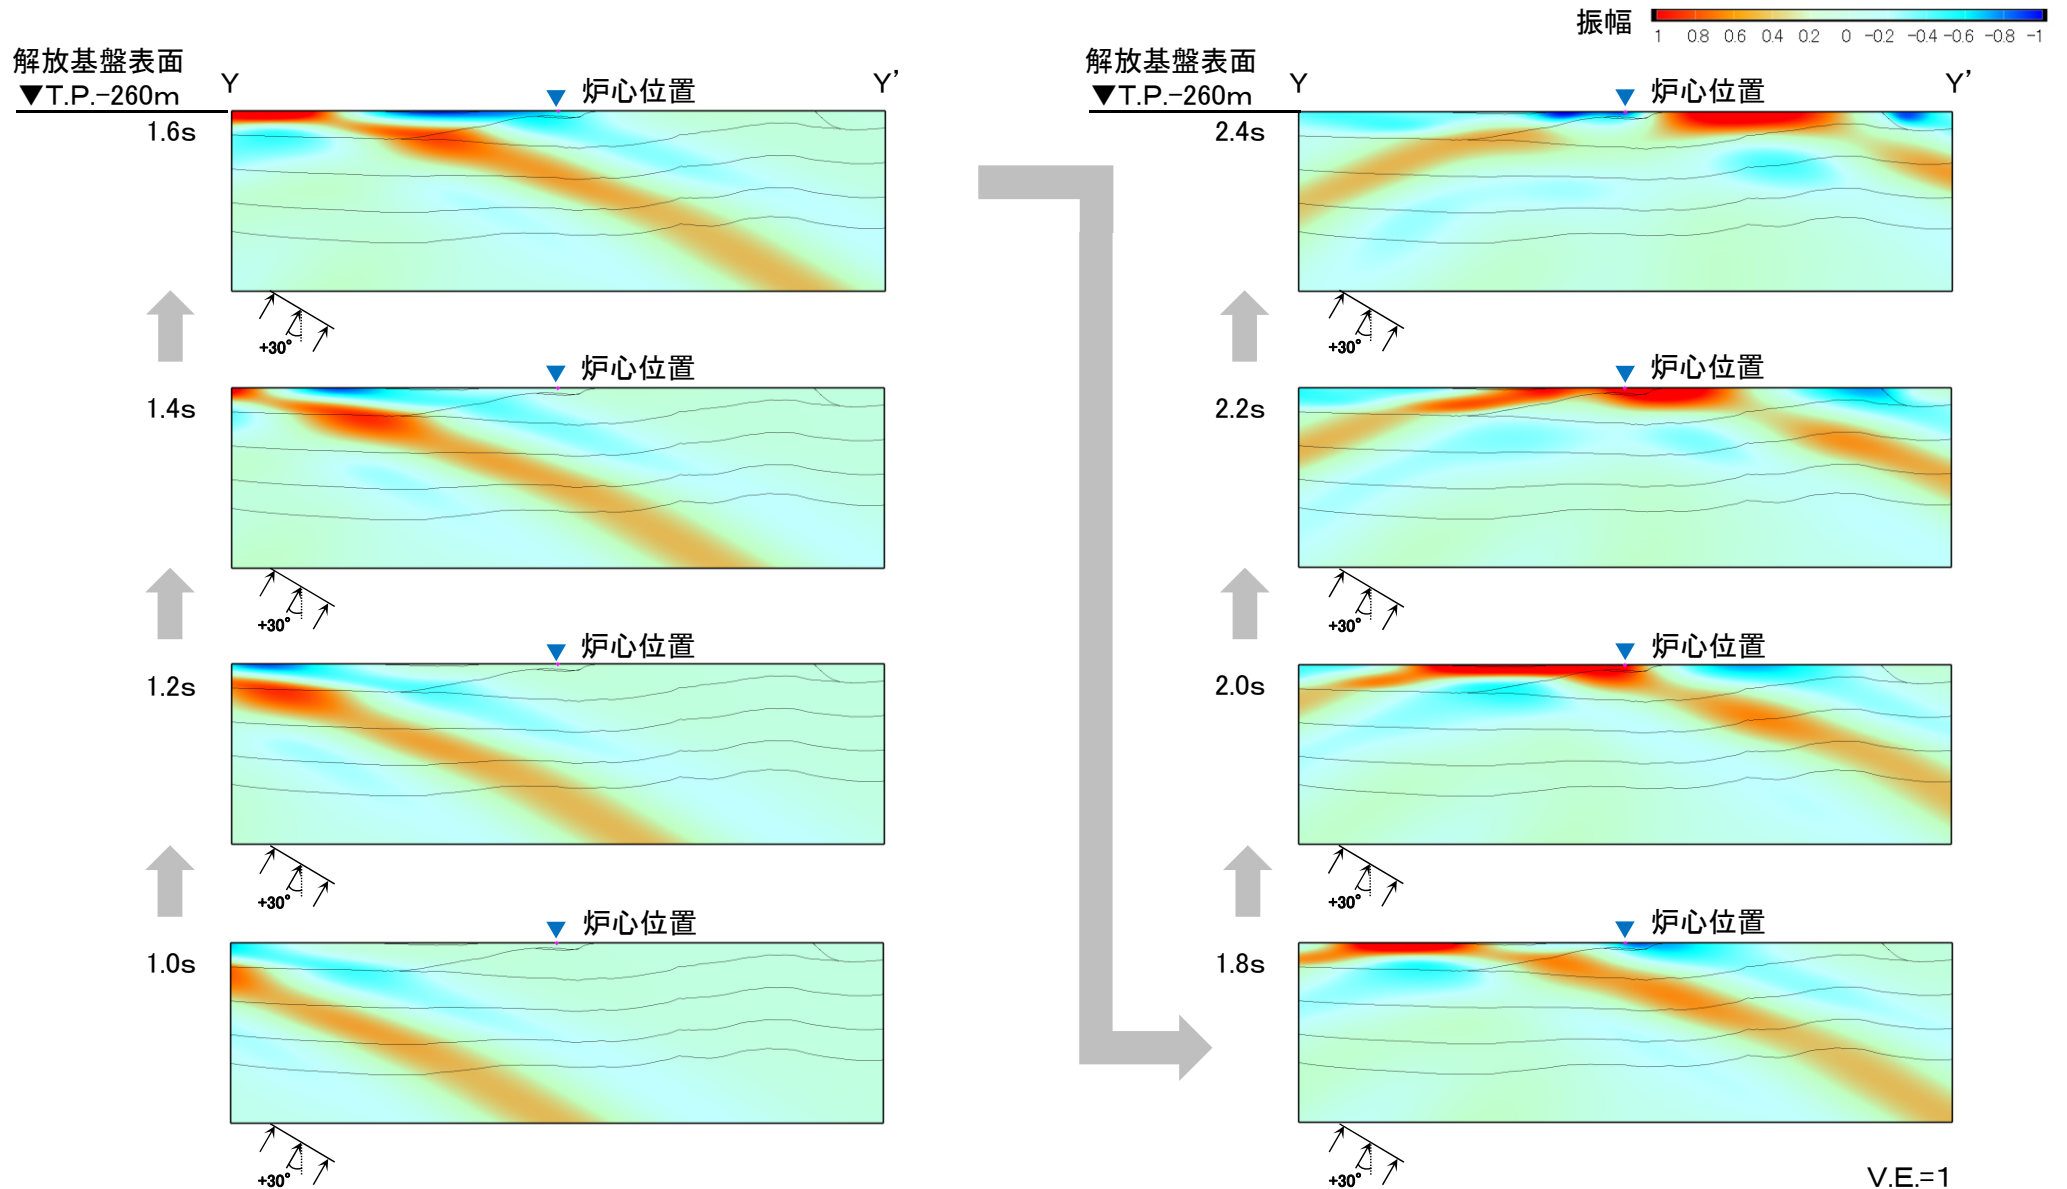 振幅
1 0.8 0.6 0.4 0.2 0 -0.2 -0.4 -0.6 -0.8 -1
解放基盤表面
▼T.P.-260m
Y
炉心位置
Y'
1.6s
+30°
炉心位置
1.4s
+30°
炉心位置
1.2s
+30°
炉心位置
1.0s
+30°
解放基盤表面
▼T.P.-260m
Y
炉心位置
Y'
2.4s
+30°
炉心位置
2.2s
+30°
炉心位置
2.0s
+30°
炉心位置
1.8s
+30°
V.E.=1